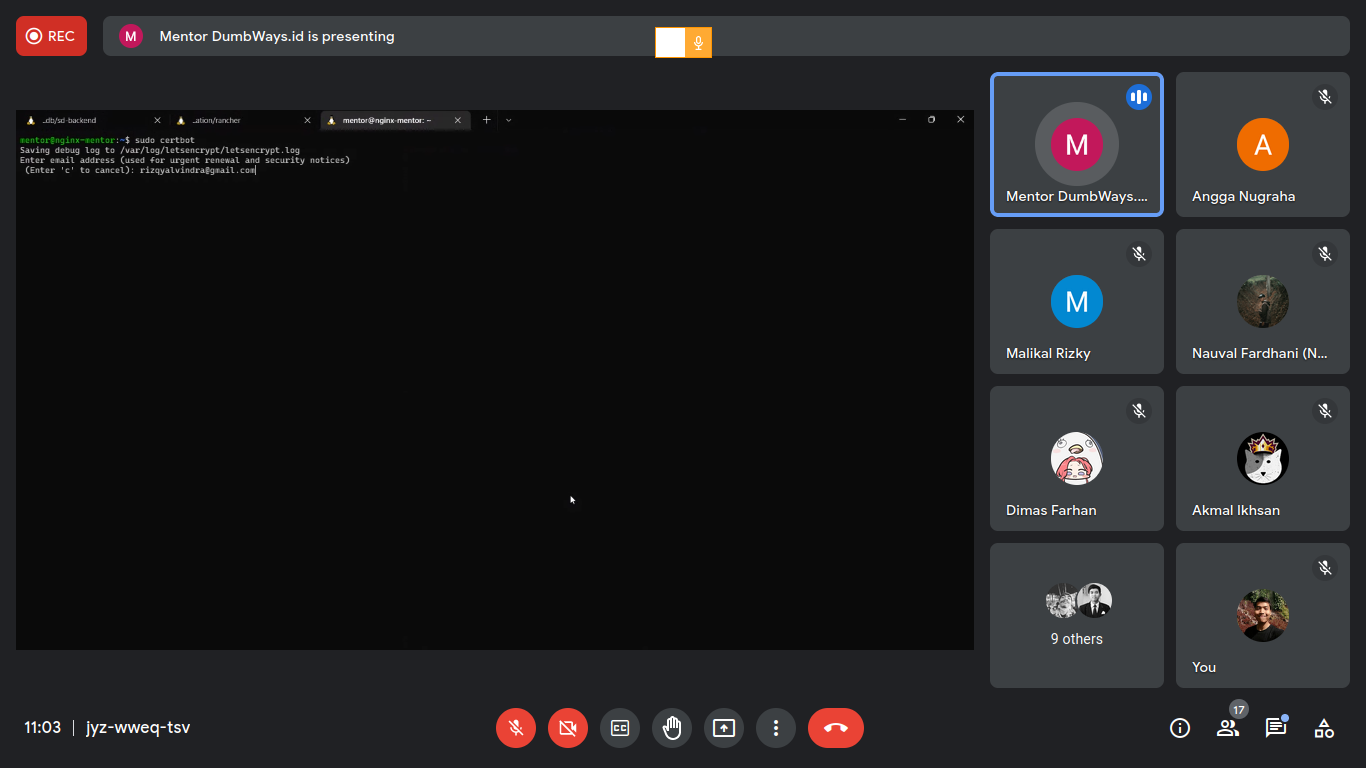 REC
M
Mentor DumbWays.id is presenting
..db/sd-backend
..ation/rancher
mentor@nginx-mentor: ~
mentor@nginx-mentor:~$ sudo certbot
Saving debug log to /var/log/letsencrypt/letsencrypt.log
Enter email address (used for urgent renewal and security notices)
(Enter 'c' to cancel): rizqyalvindra@gmail.com
M
Mentor DumbWays....
A
Angga Nugraha
M
Malikal Rizky
Nauval Fardhani (N...
Dimas Farhan
Akmal Ikhsan
9 others
You
11:03
jyz-wweq-tsv
CC
17